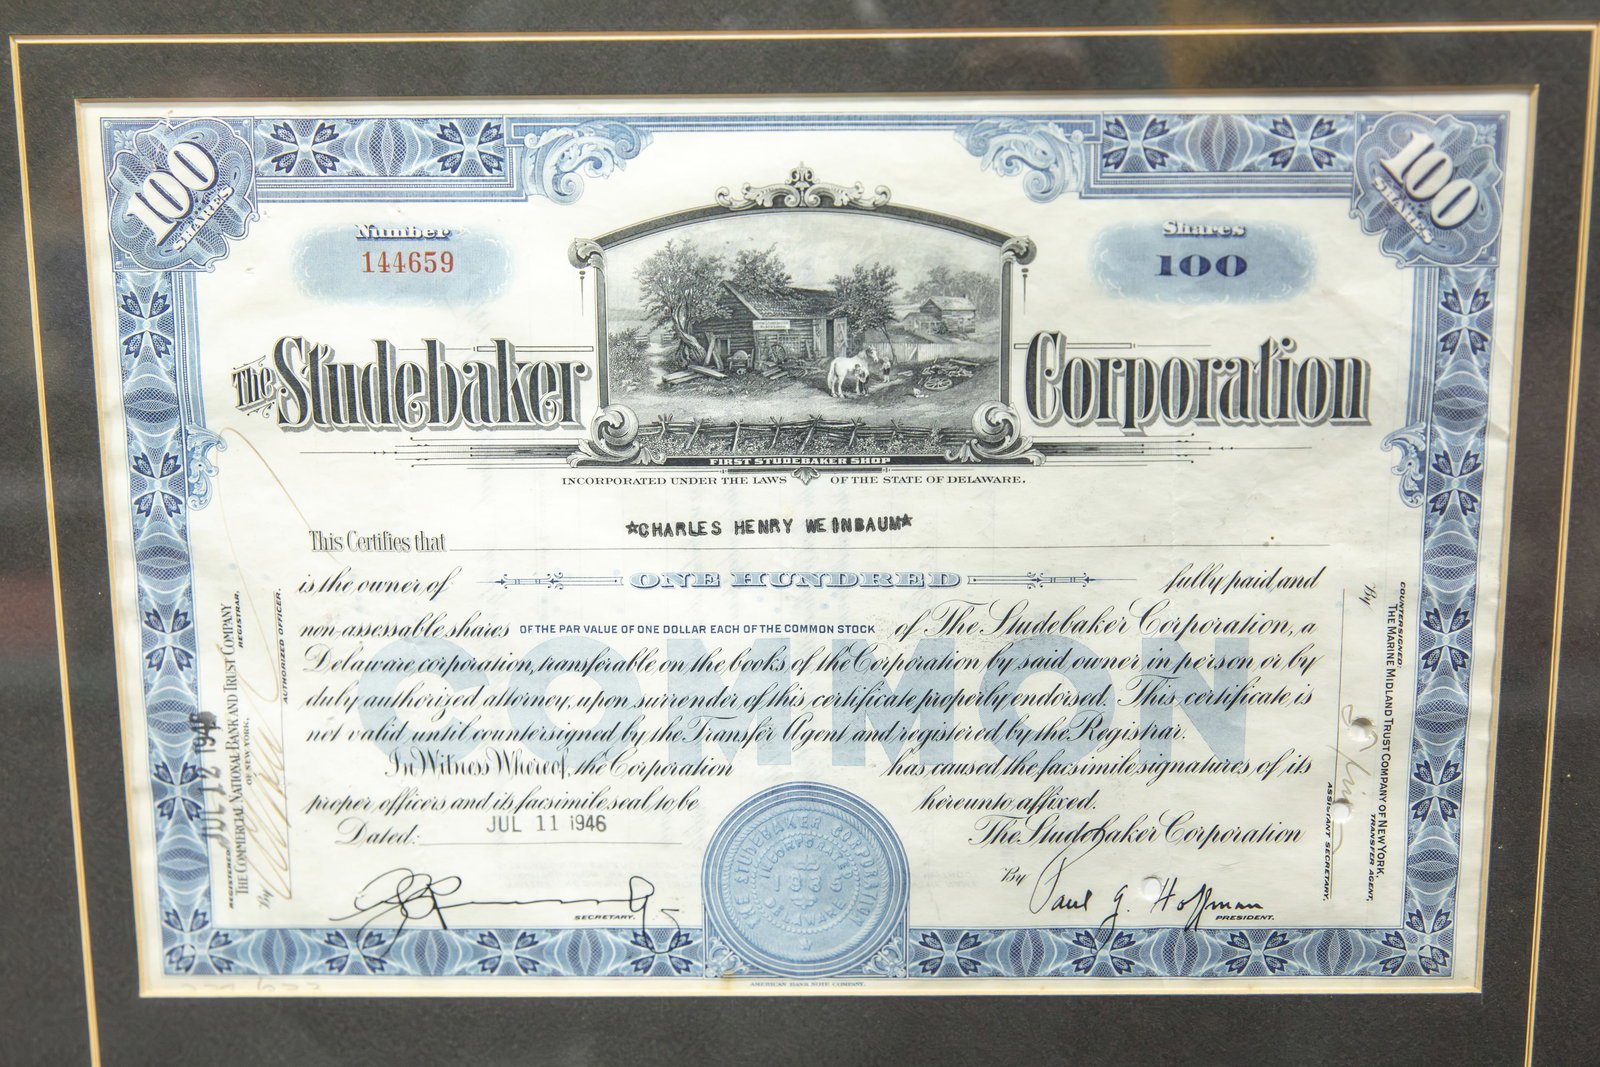 100
SHARES
100
SHARES
Number
144659
Shares
100
The Studebaker Corporation
FIRST STUDEBAKER SHOP
INCORPORATED UNDER THE LAWS OF THE STATE OF DELAWARE.
This Certifies that ★CHARLES HENRY WEINBAUM★
is the owner of ONE HUNDRED fully paid and
non-assessable shares OF THE PAR VALUE OF ONE DOLLAR EACH OF THE COMMON STOCK of The Studebaker Corporation, a
Delaware corporation, transferable on the books of the Corporation by said owner in person or by
duly authorized attorney, upon surrender of this certificate properly endorsed. This certificate is
not valid until countersigned by the Transfer Agent and registered by the Registrar.
COMMON
In Witness Whereof, the Corporation has caused the facsimile signatures of its
proper officers and its facsimile seal to be hereunto affixed.
Dated: JUL 11 1946
The Studebaker Corporation
SECRETARY.
By Paul G. Hoffman
PRESIDENT.
THE STUDEBAKER CORPORATION
INCORPORATED
DELAWARE
AMERICAN BANK NOTE COMPANY.
REGISTERED: JUL 12 1946
THE COMMERCIAL NATIONAL BANK AND TRUST COMPANY
OF NEW YORK,
REGISTRAR,
By
AUTHORIZED OFFICER.
COUNTERSIGNED:
THE MARINE MIDLAND TRUST COMPANY OF NEW YORK
TRANSFER AGENT,
By
ASSISTANT SECRETARY.